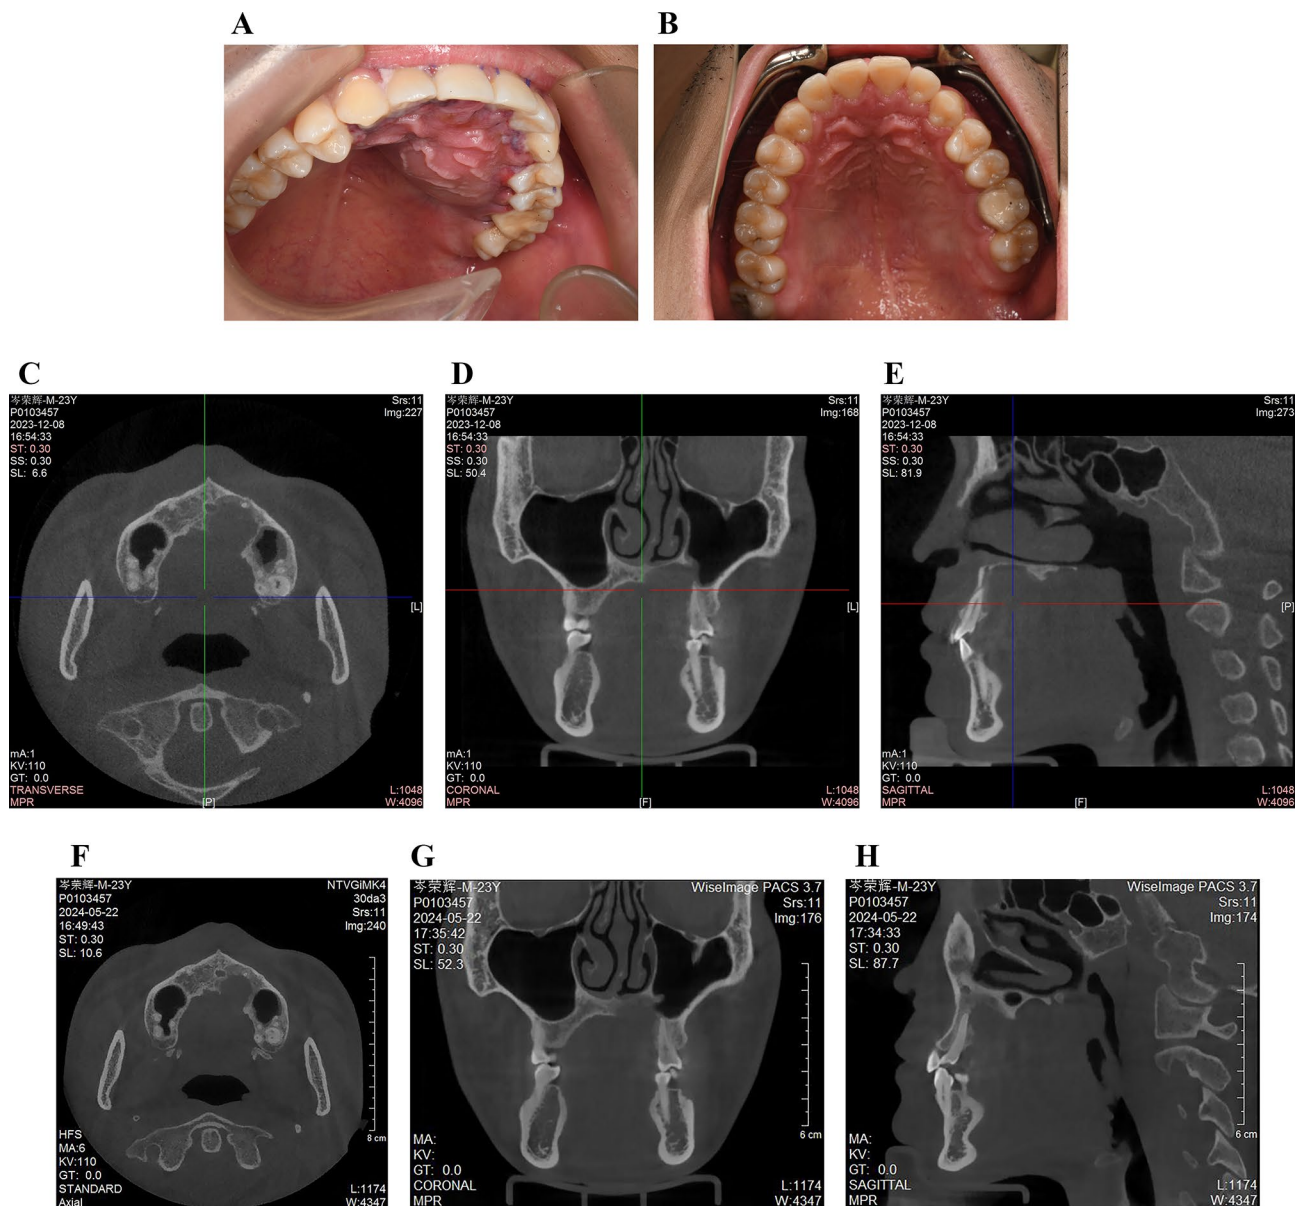 A
B
C
岑荣辉-M-23Y
P0103457
2023-12-08
16:54:33
ST: 0.30
SS: 0.30
SL: 6.6
Srs:11
Img:227
[L]
mA:1
KV:110
GT: 0.0
TRANSVERSE
MPR
[P]
L:1048
W:4096
D
岑荣辉-M-23Y
P0103457
2023-12-08
16:54:33
ST: 0.30
SS: 0.30
SL: 50.4
Srs:11
Img:168
[L]
mA:1
KV:110
GT: 0.0
CORONAL
MPR
[F]
L:1048
W:4096
E
岑荣辉-M-23Y
P0103457
2023-12-08
16:54:33
ST: 0.30
SS: 0.30
SL: 81.9
Srs:11
Img:273
[P]
mA:1
KV:110
GT: 0.0
SAGITTAL
MPR
[F]
L:1048
W:4096
F
岑荣辉-M-23Y
P0103457
2024-05-22
16:49:43
ST: 0.30
SL: 10.6
NTVGiMK4
30da3
Srs:11
Img:240
8 cm
HFS
MA:6
KV:110
GT: 0.0
STANDARD
Axial
L:1174
W:4347
G
岑荣辉-M-23Y
P0103457
2024-05-22
17:35:42
ST: 0.30
SL: 52.3
WiseImage PACS 3.7
Srs:11
Img:176
6 cm
MA:
KV:
GT: 0.0
CORONAL
MPR
L:1174
W:4347
H
岑荣辉-M-23Y
P0103457
2024-05-22
17:34:33
ST: 0.30
SL: 87.7
WiseImage PACS 3.7
Srs:11
Img:174
6 cm
MA:
KV:
GT: 0.0
SAGITTAL
MPR
L:1174
W:4347